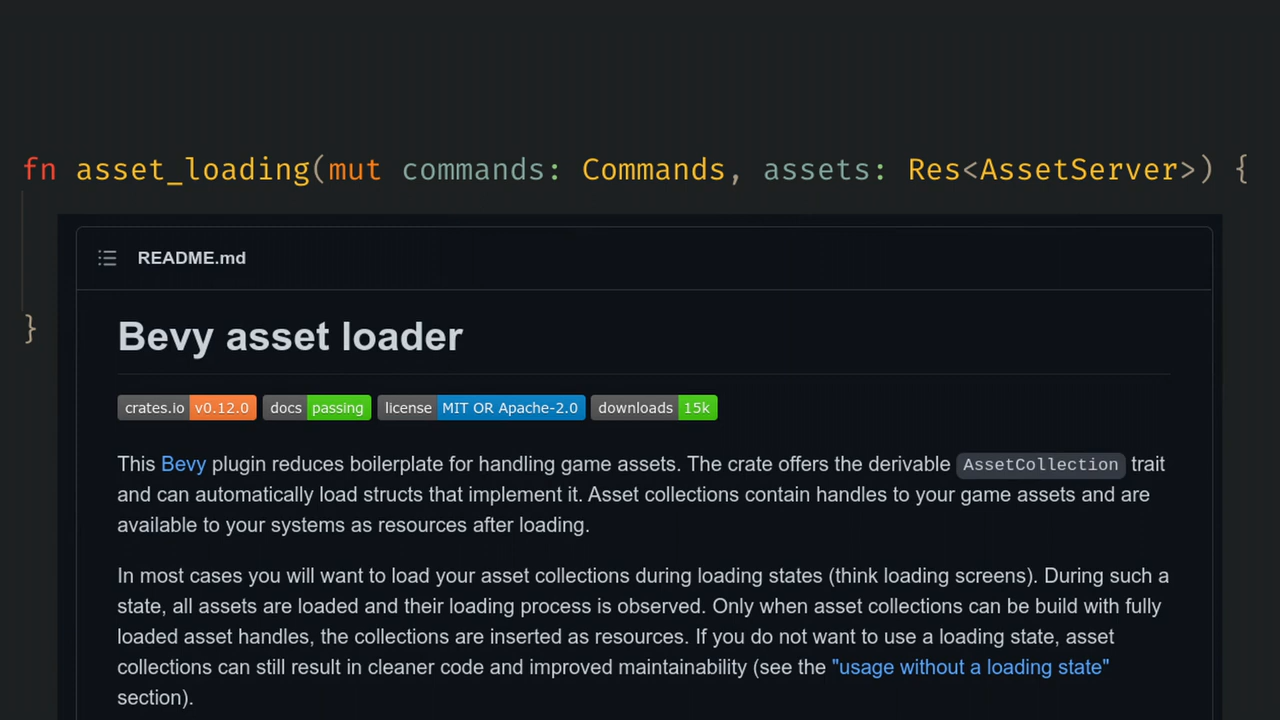 fn asset_loading(mut commands: Commands, assets: Res<AssetServer>) {
}
README.md
Bevy asset loader
crates.io v0.12.0 docs passing license MIT OR Apache-2.0 downloads 15k
This Bevy plugin reduces boilerplate for handling game assets. The crate offers the derivable AssetCollection trait
and can automatically load structs that implement it. Asset collections contain handles to your game assets and are
available to your systems as resources after loading.
In most cases you will want to load your asset collections during loading states (think loading screens). During such a
state, all assets are loaded and their loading process is observed. Only when asset collections can be build with fully
loaded asset handles, the collections are inserted as resources. If you do not want to use a loading state, asset
collections can still result in cleaner code and improved maintainability (see the "usage without a loading state"
section).